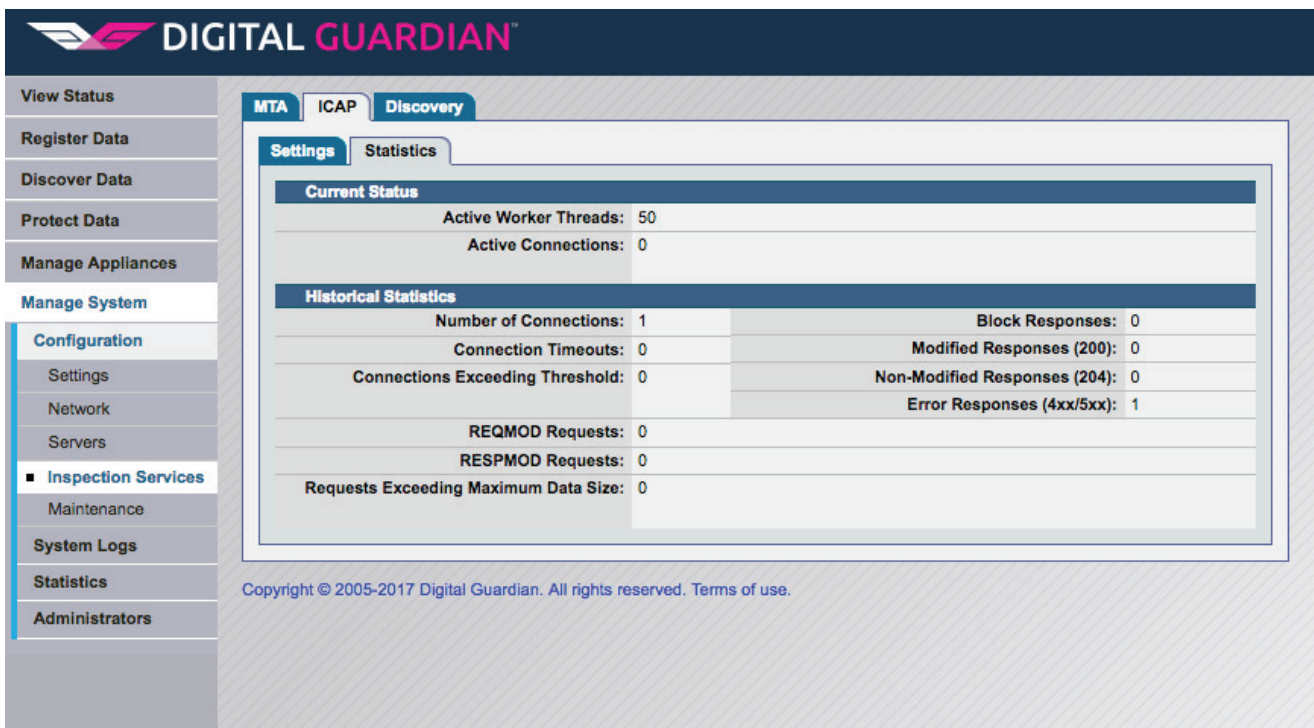 DIGITAL GUARDIAN™
View Status
Register Data
Discover Data
Protect Data
Manage Appliances
Manage System
Configuration
Settings
Network
Servers
Inspection Services
Maintenance
System Logs
Statistics
Administrators
MTA ICAP Discovery
Settings Statistics
Current Status
Active Worker Threads: 50
Active Connections: 0
Historical Statistics
Number of Connections: 1 Block Responses: 0
Connection Timeouts: 0 Modified Responses (200): 0
Connections Exceeding Threshold: 0 Non-Modified Responses (204): 0
Error Responses (4xx/5xx): 1
REQMOD Requests: 0
RESPMOD Requests: 0
Requests Exceeding Maximum Data Size: 0
Copyright © 2005-2017 Digital Guardian. All rights reserved. Terms of use.